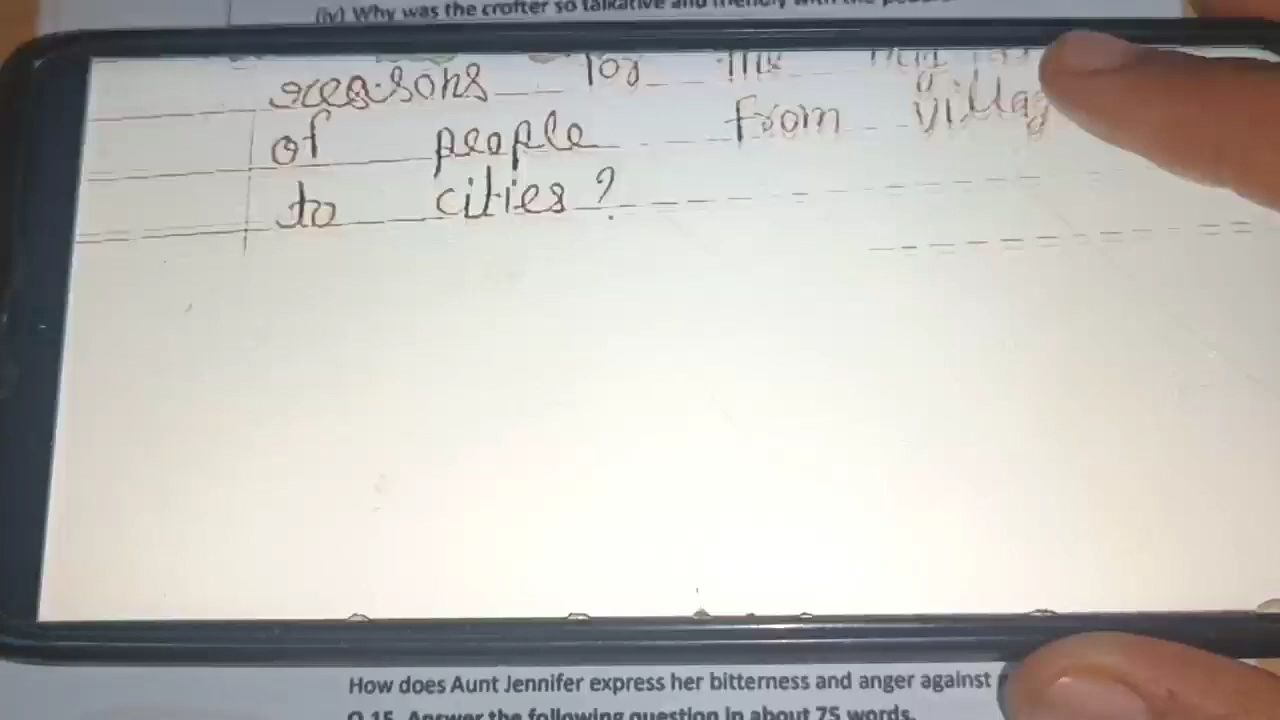 (iv) Why was the crofter so talkative and friendly with the
reasons for the
of people from
to cities?
How does Aunt Jennifer express her bitterness and anger against
Q.15. Answer the following question in about 75 words.